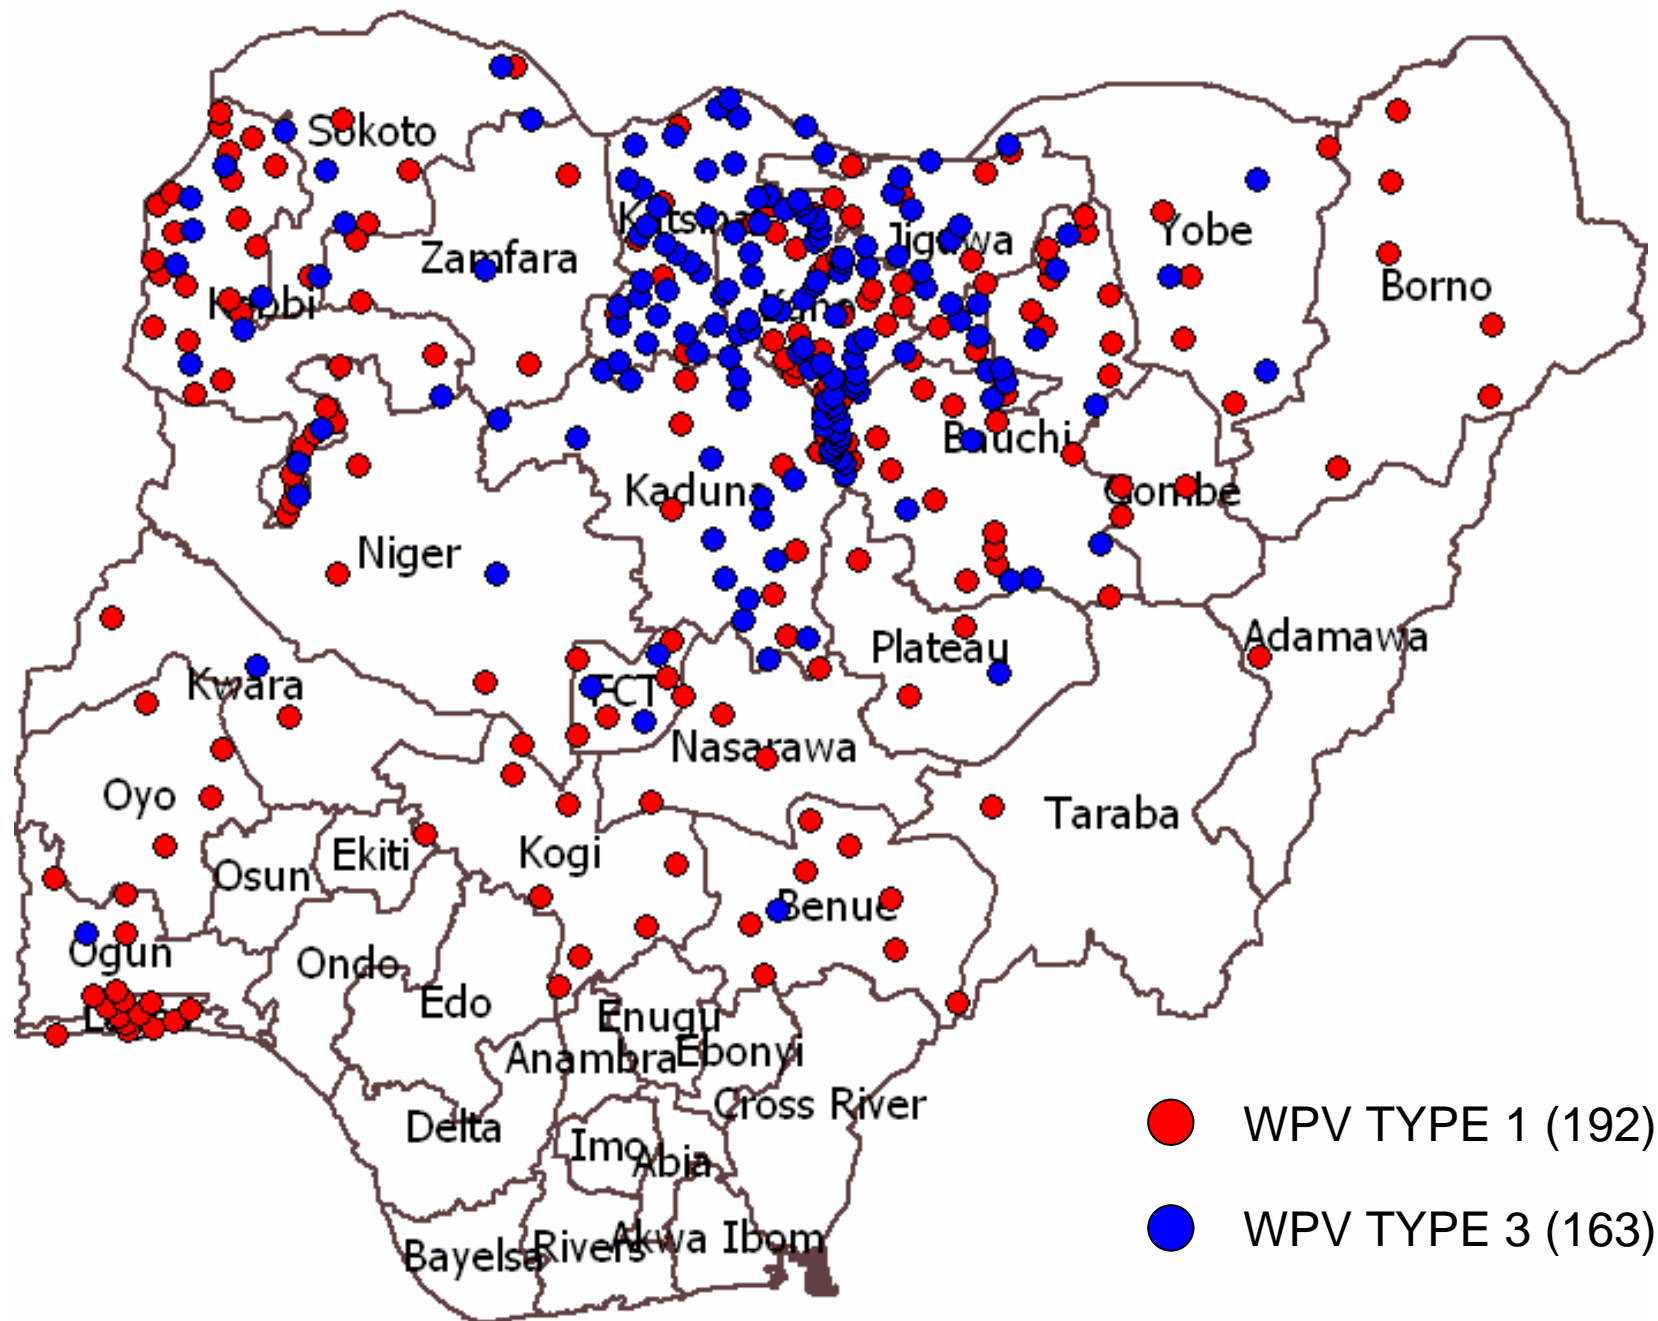 Sokoto
Katsina
Zamfara
Jigawa
Yobe
Borno
Kebbi
Kano
Bauchi
Kaduna
Gombe
Niger
Adamawa
Plateau
Kwara
FCT
Nasarawa
Oyo
Taraba
Ekiti
Kogi
Osun
Benue
Ogun
Ondo
Edo
Lagos
Enugu
Anambra
Ebonyi
Cross River
Delta
Imo
Abia
Akwa Ibom
Rivers
Bayelsa
WPV TYPE 1 (192)
WPV TYPE 3 (163)